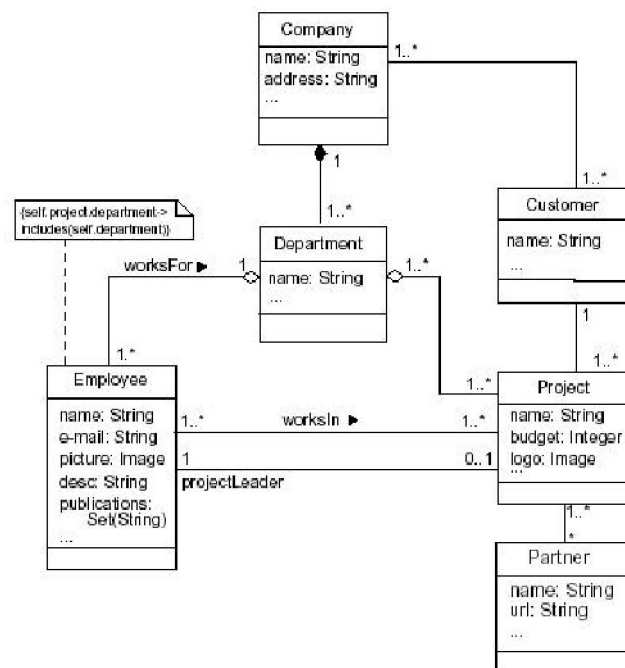 Company
name: String
address: String
...
1..*
1
1..*
1..*
Customer
name: String
...
1
1..*
{self.project.department->
includes(self.department)}
Department
name: String
...
worksFor ►
1
1..*
1..*
1..*
Employee
name: String
e-mail: String
picture: Image
desc: String
publications:
Set(String)
...
1..*
worksIn ►
1..*
1
0..1
projectLeader
Project
name: String
budget: Integer
logo: Image
...
1..*
*
Partner
name: String
url: String
...